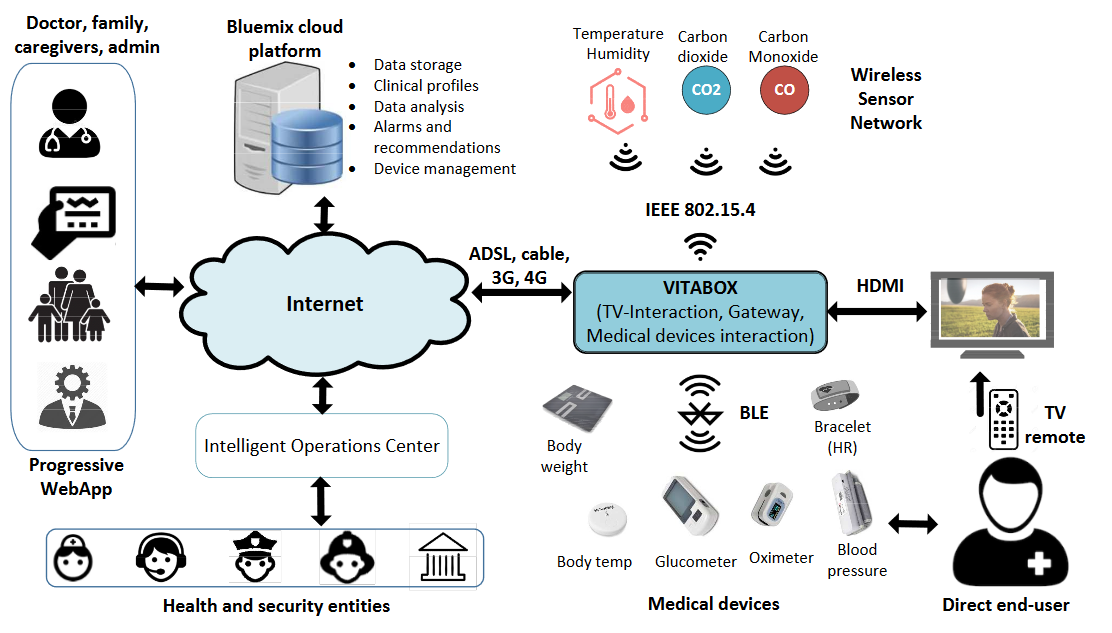 Doctor, family,
caregivers, admin
Progressive
WebApp
Bluemix cloud
platform
• Data storage
• Clinical profiles
• Data analysis
• Alarms and
recommendations
• Device management
Temperature
Humidity
Carbon
dioxide
CO2
Carbon
Monoxide
CO
Wireless
Sensor
Network
IEEE 802.15.4
Internet
ADSL, cable,
3G, 4G
VITABOX
(TV-Interaction, Gateway,
Medical devices interaction)
HDMI
BLE
TV
remote
Intelligent Operations Center
Health and security entities
Body
weight
Bracelet
(HR)
Body temp
Glucometer
Oximeter
Blood
pressure
Medical devices
Direct end-user